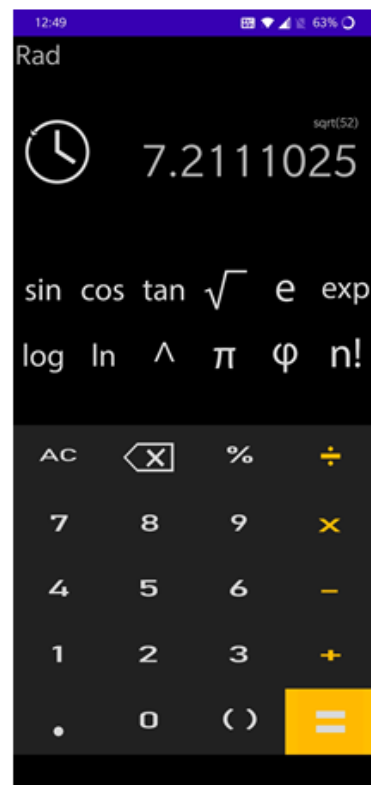 12:49 63%
Rad
sqrt(52)
7.2111025
sin cos tan √ e exp
log ln ^ π φ n!
AC % ÷
7 8 9 ×
4 5 6 −
1 2 3 +
. 0 ( ) =